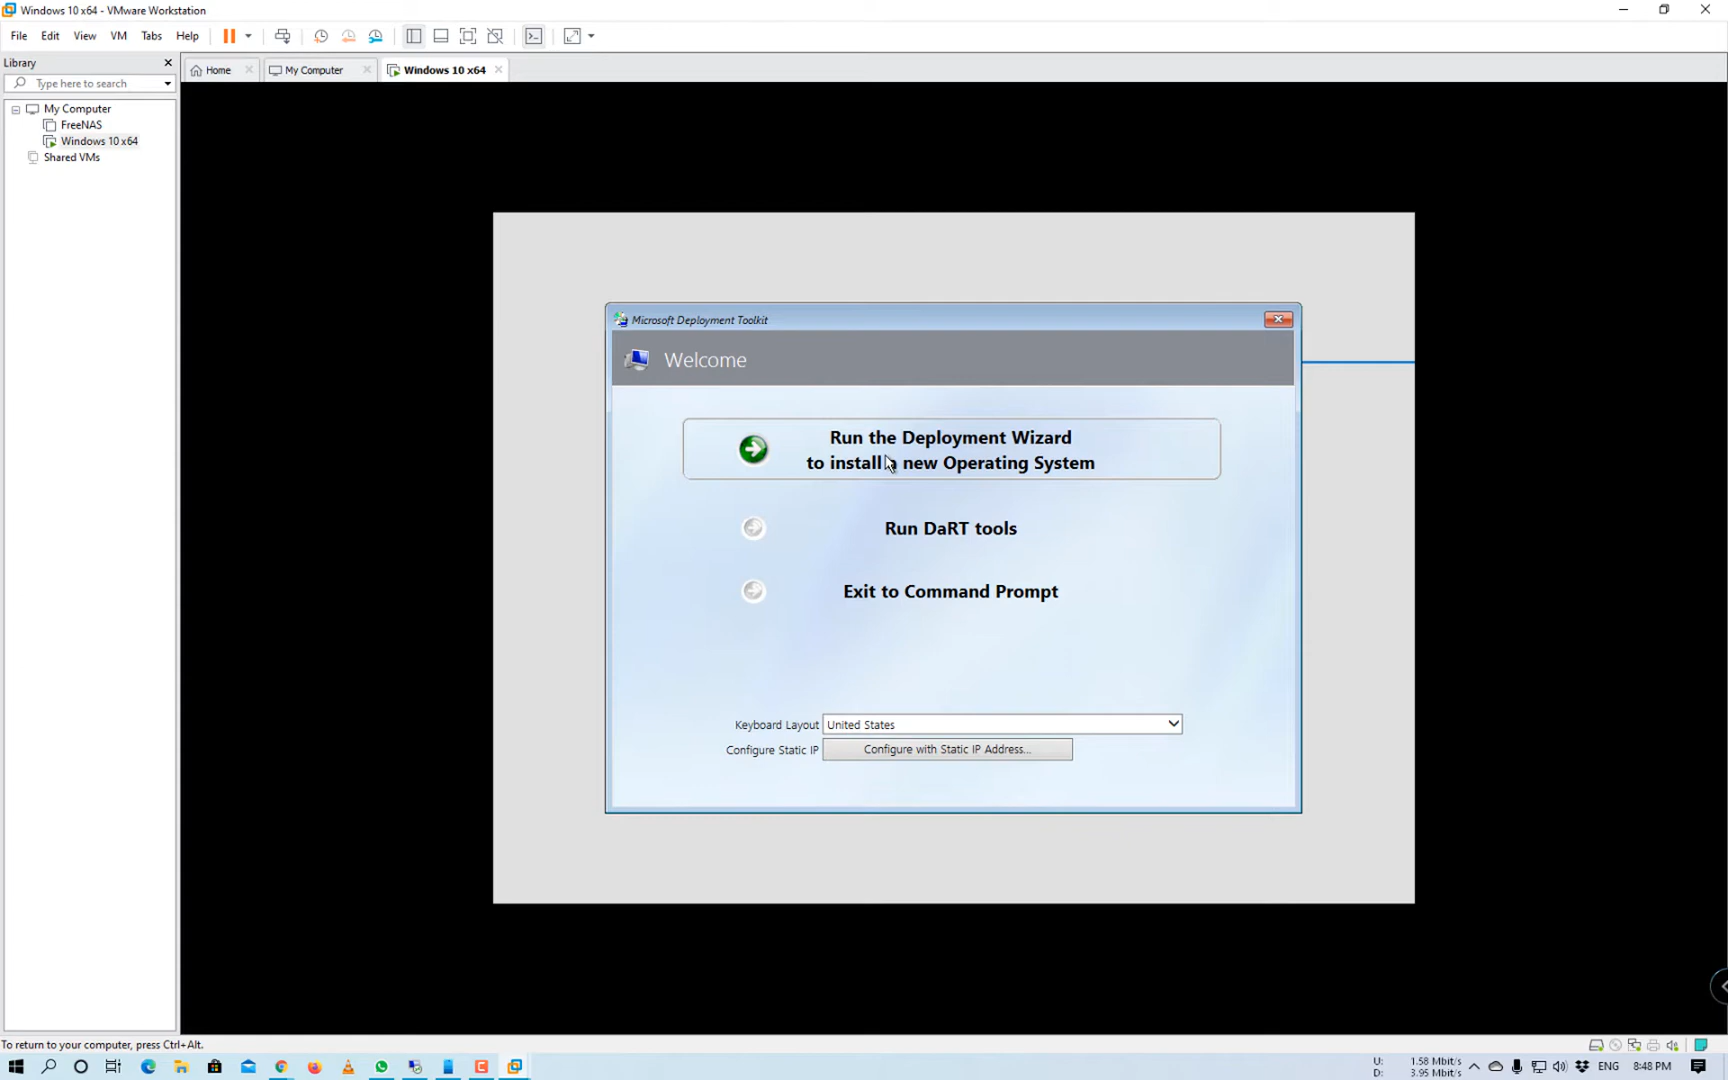 Windows 10 x64 - VMware Workstation
File Edit View VM Tabs Help
Library
Home
My Computer
Windows 10 x64
Type here to search
My Computer
FreeNAS
Windows 10 x64
Shared VMs
Microsoft Deployment Toolkit
Welcome
Run the Deployment Wizard
to install a new Operating System
Run DaRT tools
Exit to Command Prompt
Keyboard Layout United States
Configure Static IP Configure with Static IP Address...
To return to your computer, press Ctrl+Alt.
U: 1.58 Mbit/s
D: 3.95 Mbit/s
ENG
8:48 PM